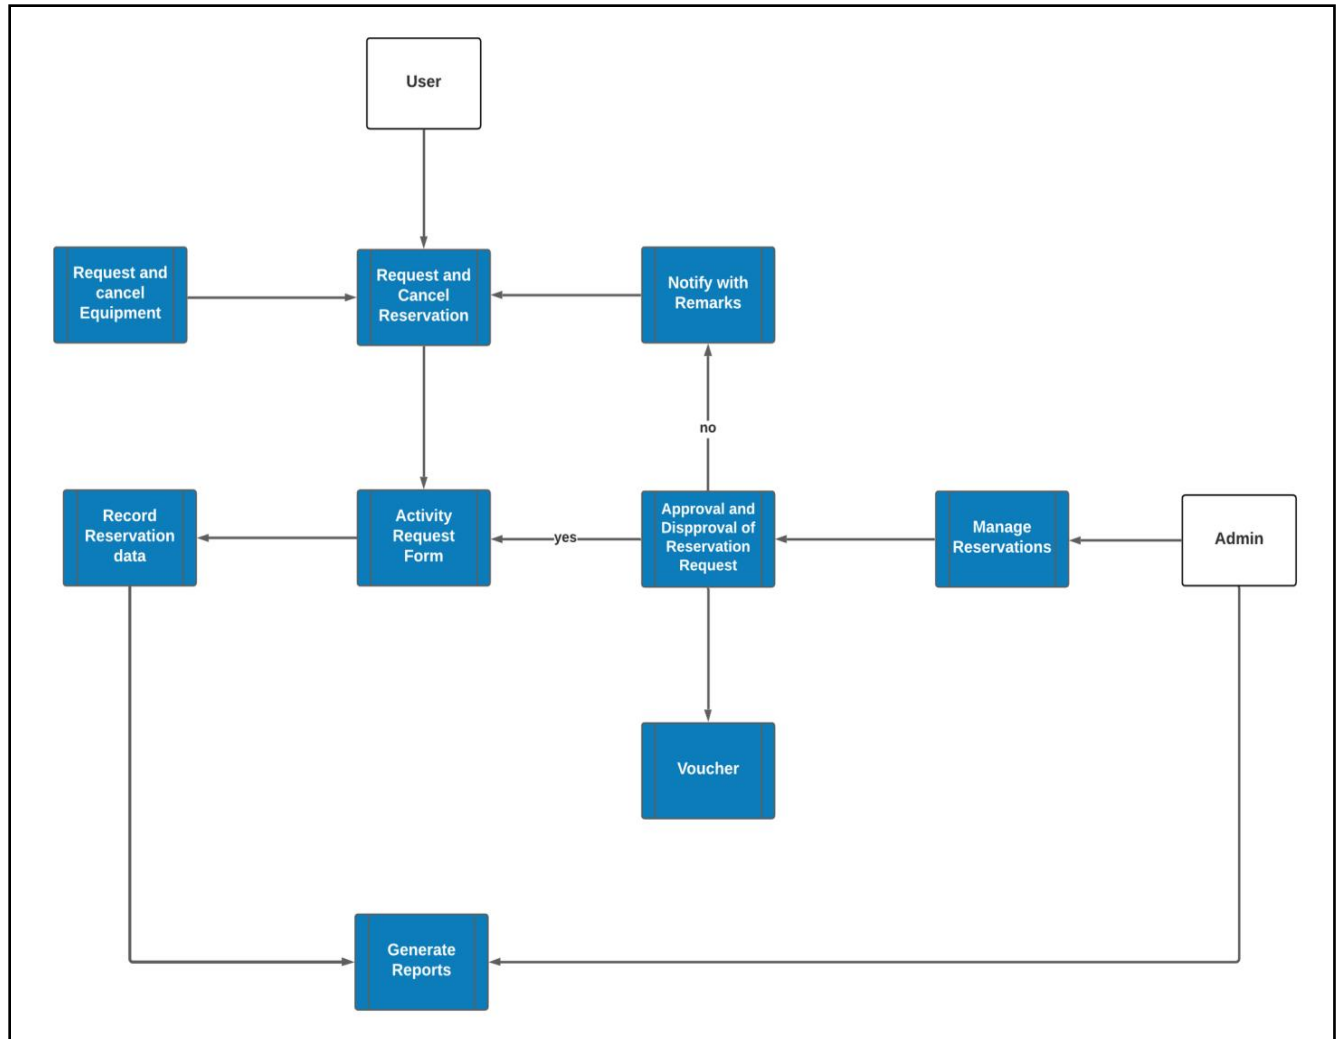 User
Request and
cancel
Equipment
Request and
Cancel
Reservation
Notify with
Remarks
no
Record
Reservation
data
Activity
Request
Form
yes
Approval and
Dispproval of
Reservation
Request
Manage
Reservations
Admin
Voucher
Generate
Reports